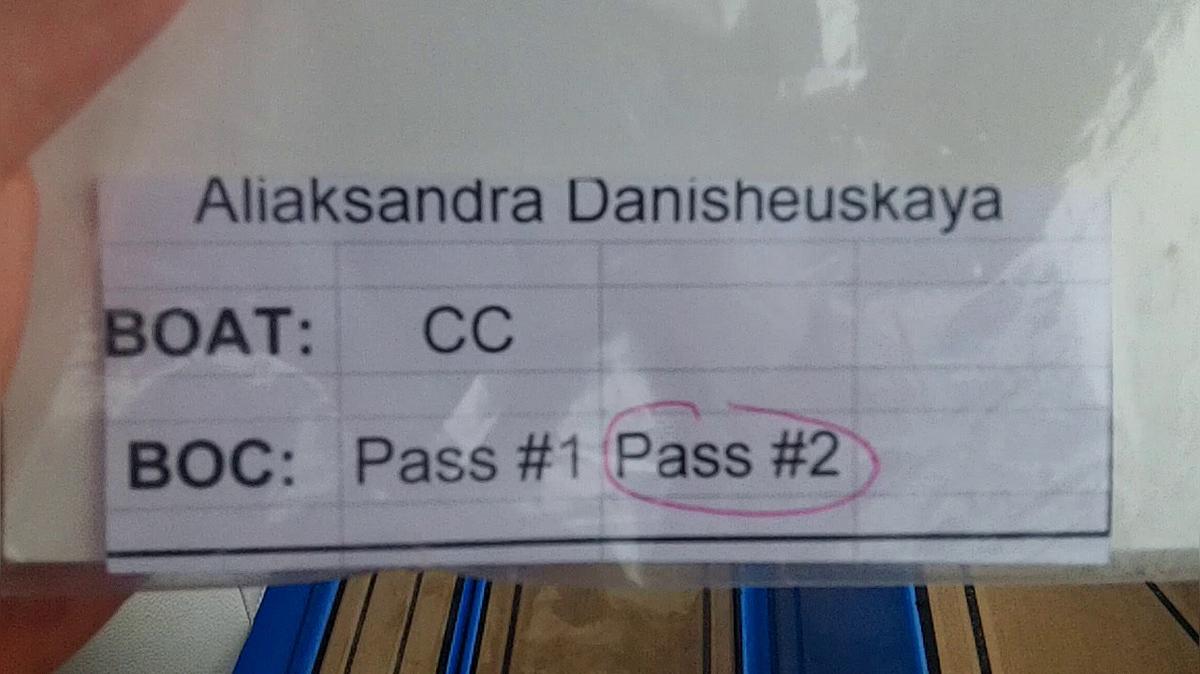 Aliaksandra Danisheuskaya
BOAT: CC
BOC: Pass #1 Pass #2